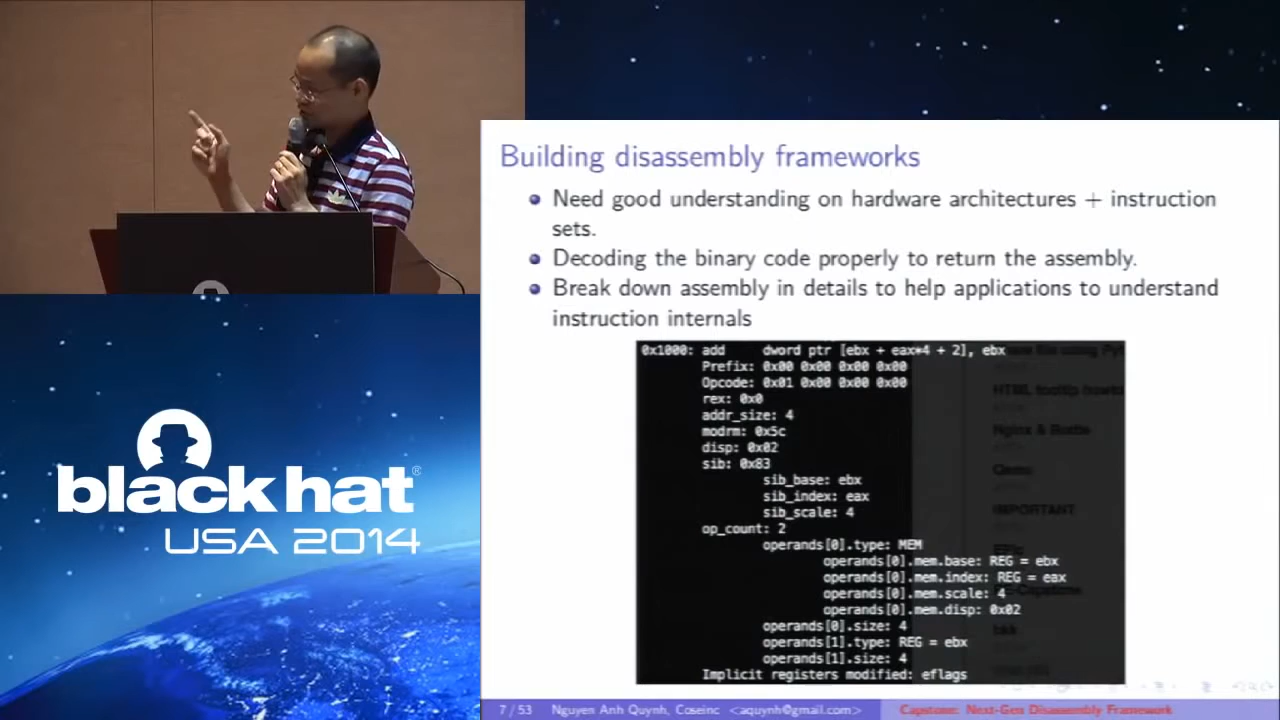 Building disassembly frameworks
Need good understanding on hardware architectures + instruction
sets.
Decoding the binary code properly to return the assembly.
Break down assembly in details to help applications to understand
instruction internals
0x1000: add dword ptr [ebx + eax*4 + 2], ebx
Prefix: 0x00 0x00 0x00 0x00
Opcode: 0x01 0x00 0x00 0x00
rex: 0x0
addr_size: 4
modrm: 0x5c
disp: 0x02
sib: 0x83
sib_base: ebx
sib_index: eax
sib_scale: 4
op_count: 2
operands[0].type: MEM
operands[0].mem.base: REG = ebx
operands[0].mem.index: REG = eax
operands[0].mem.scale: 4
operands[0].mem.disp: 0x02
operands[0].size: 4
operands[1].type: REG = ebx
operands[1].size: 4
Implicit registers modified: eflags
HTML tooltip
Nginx & Bottle
Qemu
IMPORTANT
black hat®
USA 2014
7 / 53 Nguyen Anh Quynh, Coseinc <aquynh@gmail.com> Capstone: Next-Gen Disassembly Framework